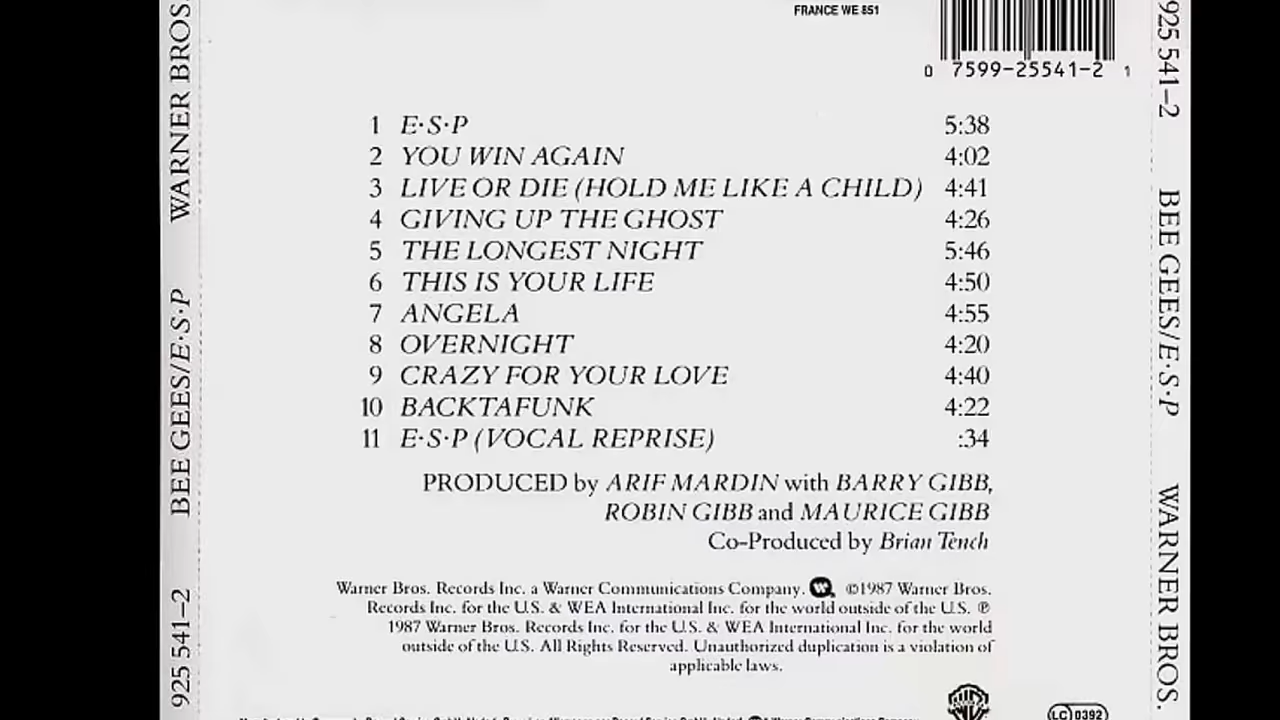 FRANCE WE 851
0 7599-25541-2 1
1 E·S·P 5:38
2 YOU WIN AGAIN 4:02
3 LIVE OR DIE (HOLD ME LIKE A CHILD) 4:41
4 GIVING UP THE GHOST 4:26
5 THE LONGEST NIGHT 5:46
6 THIS IS YOUR LIFE 4:50
7 ANGELA 4:55
8 OVERNIGHT 4:20
9 CRAZY FOR YOUR LOVE 4:40
10 BACKTAFUNK 4:22
11 E·S·P (VOCAL REPRISE) :34
PRODUCED by ARIF MARDIN with BARRY GIBB,
ROBIN GIBB and MAURICE GIBB
Co-Produced by Brian Tench
Warner Bros. Records Inc. a Warner Communications Company. ©1987 Warner Bros.
Records Inc. for the U.S. & WEA International Inc. for the world outside of the U.S. ℗
1987 Warner Bros. Records Inc. for the U.S. & WEA International Inc. for the world
outside of the U.S. All Rights Reserved. Unauthorized duplication is a violation of
applicable laws.
WB
LC 0392
925 541-2 BEE GEES/E·S·P WARNER BROS.
925 541-2 BEE GEES/E·S·P WARNER BROS.